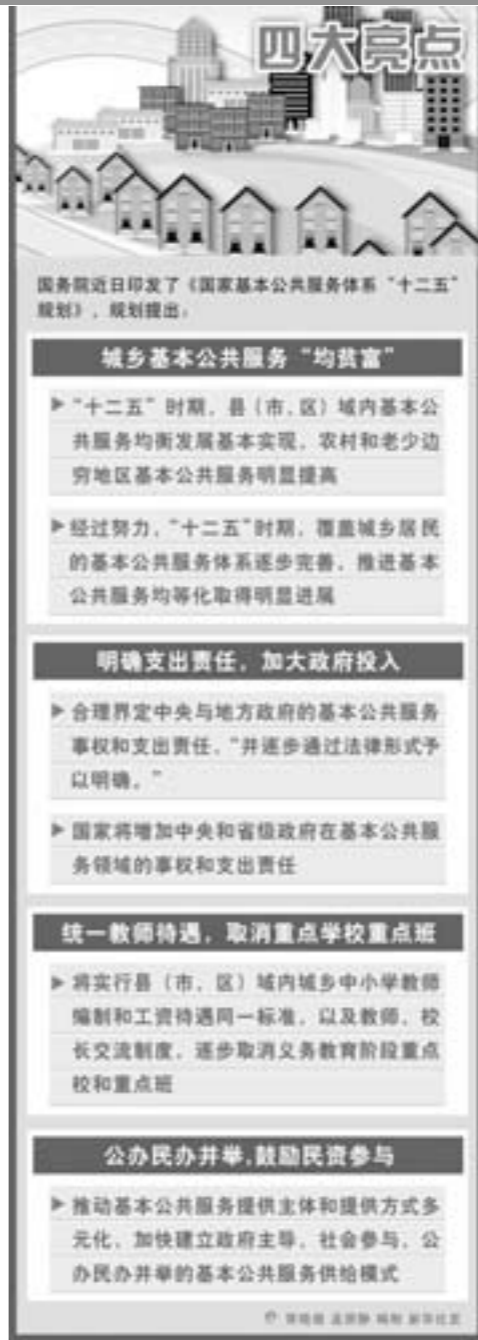 四大亮点
国务院近日印发了《国家基本公共服务体系“十二五”
规划》，规划提出：
城乡基本公共服务“均贫富”
“十二五”时期，县（市、区）域内基本公
共服务均衡发展基本实现，农村和老少边
穷地区基本公共服务明显提高
经过努力，“十二五”时期，覆盖城乡居民
的基本公共服务体系逐步完善，推进基本
公共服务均等化取得明显进展
明确支出责任，加大政府投入
合理界定中央与地方政府的基本公共服务
事权和支出责任，“并逐步通过法律形式予
以明确。”
国家将增加中央和省级政府在基本公共服
务领域的事权和支出责任
统一教师待遇，取消重点学校重点班
将实行县（市、区）域内城乡中小学教师
编制和工资待遇同一标准，以及教师、校
长交流制度，逐步取消义务教育阶段重点
校和重点班
公办民办并举，鼓励民资参与
推动基本公共服务提供主体和提供方式多
元化，加快建立政府主导、社会参与、公
办民办并举的基本公共服务供给模式
编制 新华社发